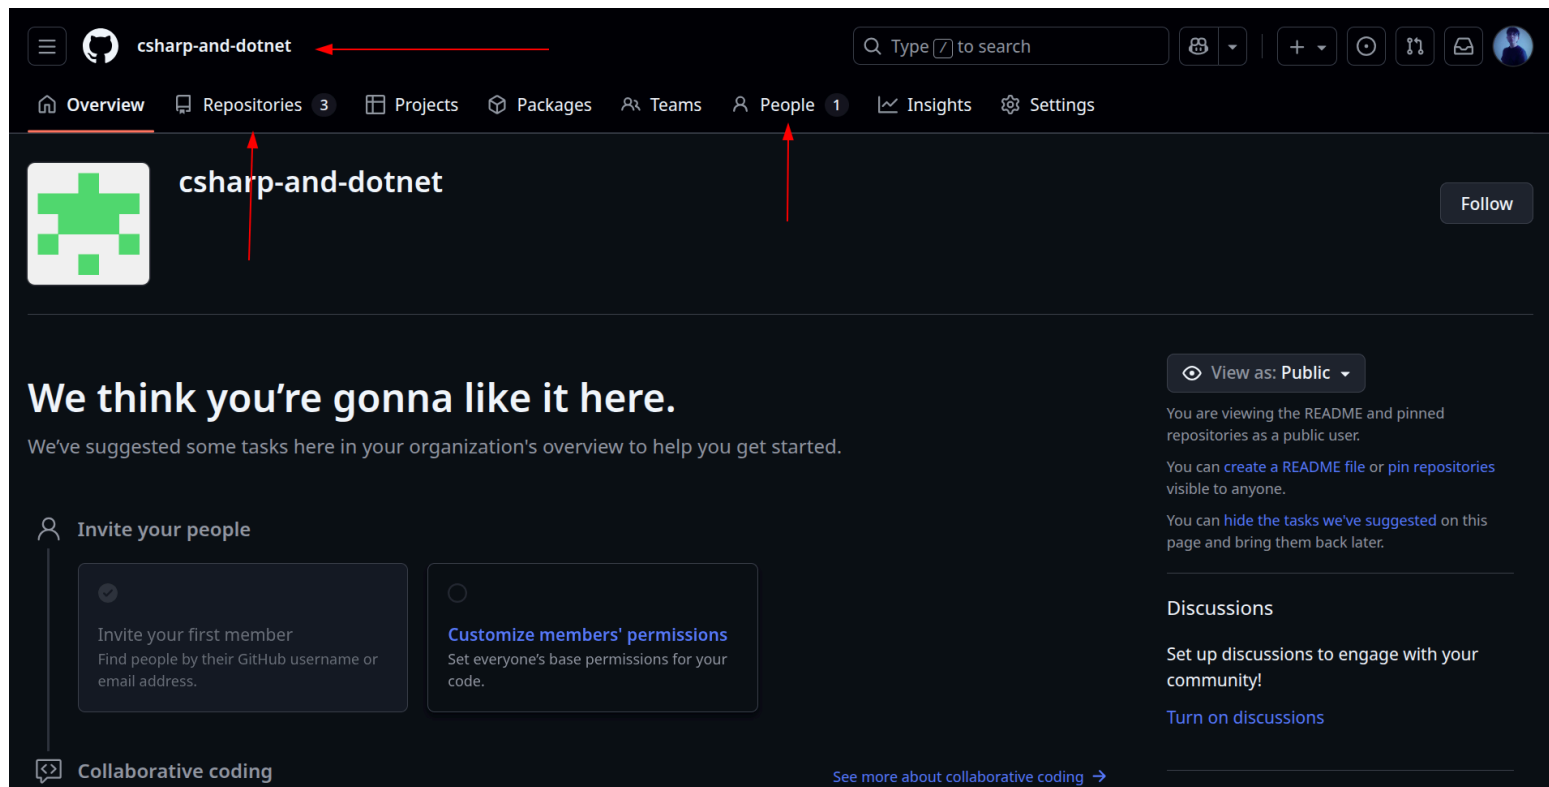 csharp-and-dotnet
Type / to search
Overview Repositories 3 Projects Packages Teams People 1 Insights Settings
csharp-and-dotnet
Follow
We think you’re gonna like it here.
We’ve suggested some tasks here in your organization's overview to help you get started.
View as: Public
You are viewing the README and pinned
repositories as a public user.
You can create a README file or pin repositories
visible to anyone.
You can hide the tasks we've suggested on this
page and bring them back later.
Invite your people
Invite your first member
Find people by their GitHub username or
email address.
Customize members' permissions
Set everyone’s base permissions for your
code.
Discussions
Set up discussions to engage with your
community!
Turn on discussions
Collaborative coding
See more about collaborative coding →